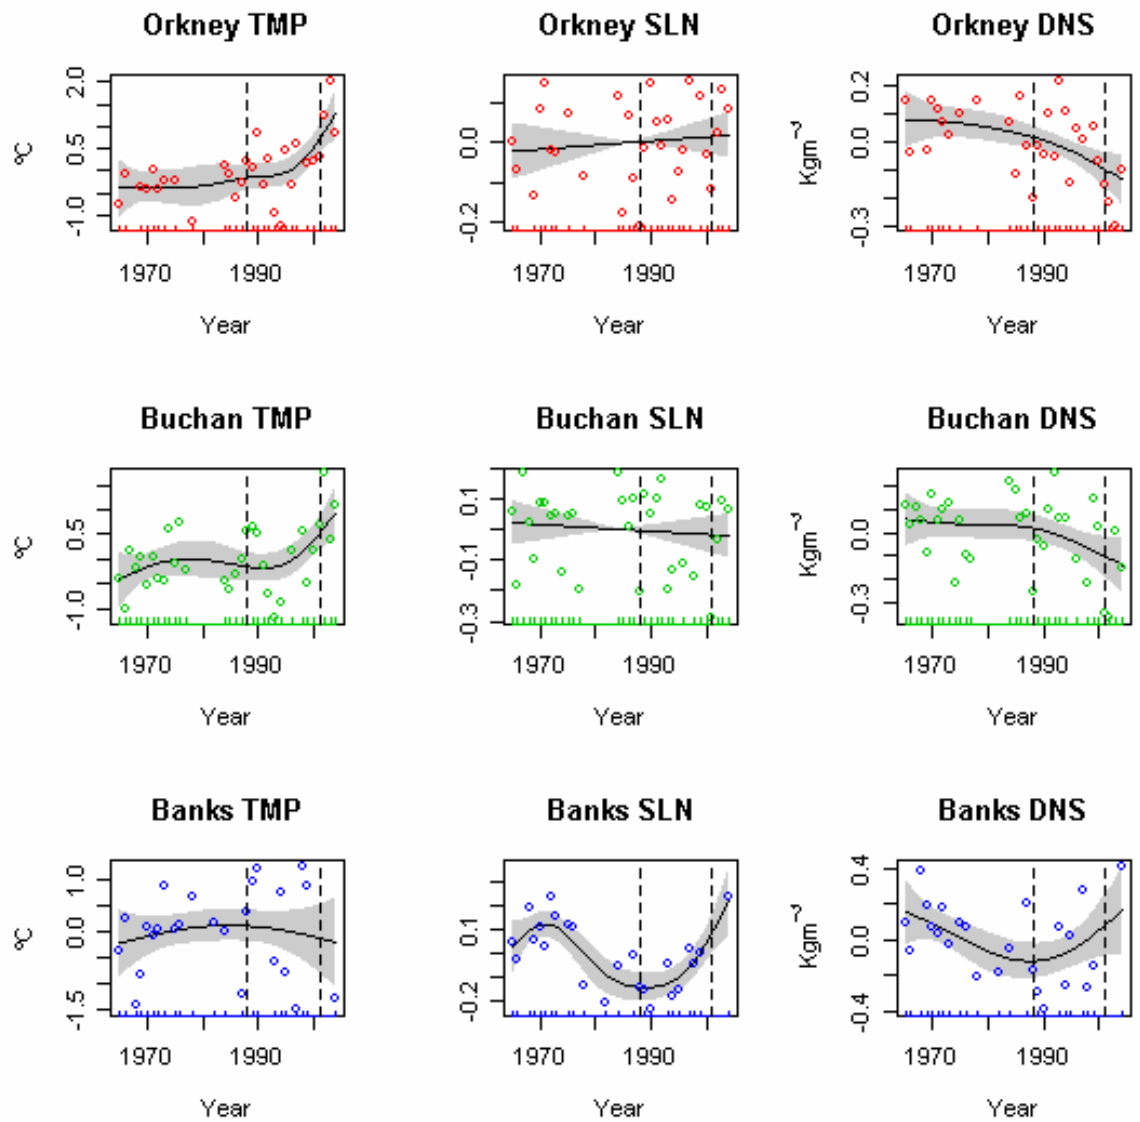 Orkney TMP Orkney SLN Orkney DNS
ºC
2.0
0.5
-1.0
1970 1990
Year
0.0
-0.2
1970 1990
Year
Kgm⁻³
0.2
0.0
-0.3
1970 1990
Year
Buchan TMP Buchan SLN Buchan DNS
ºC
0.5
-1.0
1970 1990
Year
0.1
-0.1
-0.3
1970 1990
Year
Kgm⁻³
0.0
-0.3
1970 1990
Year
Banks TMP Banks SLN Banks DNS
ºC
1.0
0.0
-1.5
1970 1990
Year
0.1
-0.2
1970 1990
Year
Kgm⁻³
0.4
0.0
-0.4
1970 1990
Year